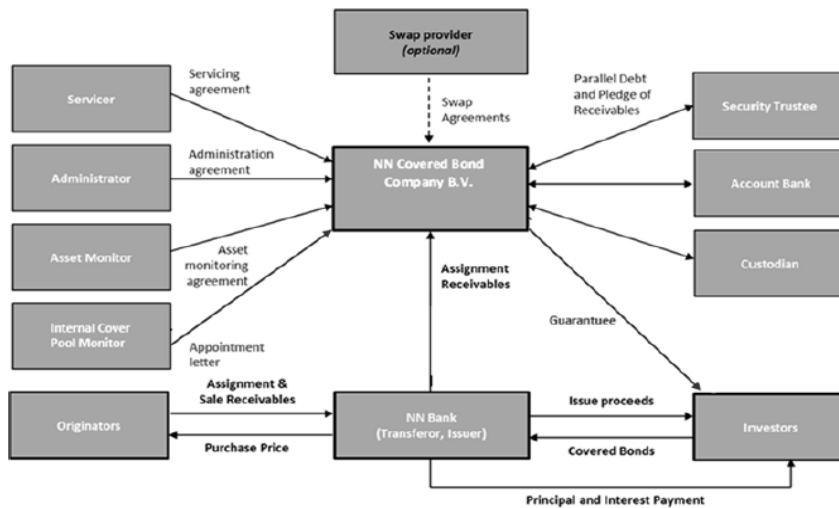 Swap provider
(optional)
Servicer
Servicing
agreement
Swap
Agreements
Parallel Debt
and Pledge of
Receivables
Security Trustee
Administrator
Administration
agreement
NN Covered Bond
Company B.V.
Account Bank
Asset Monitor
Asset
monitoring
agreement
Assignment
Receivables
Custodian
Internal Cover
Pool Monitor
Appointment
letter
Guarantuee
Assignment &
Sale Receivables
Originators
Purchase Price
NN Bank
(Transferor, Issuer)
Issue proceeds
Covered Bonds
Investors
Principal and Interest Payment